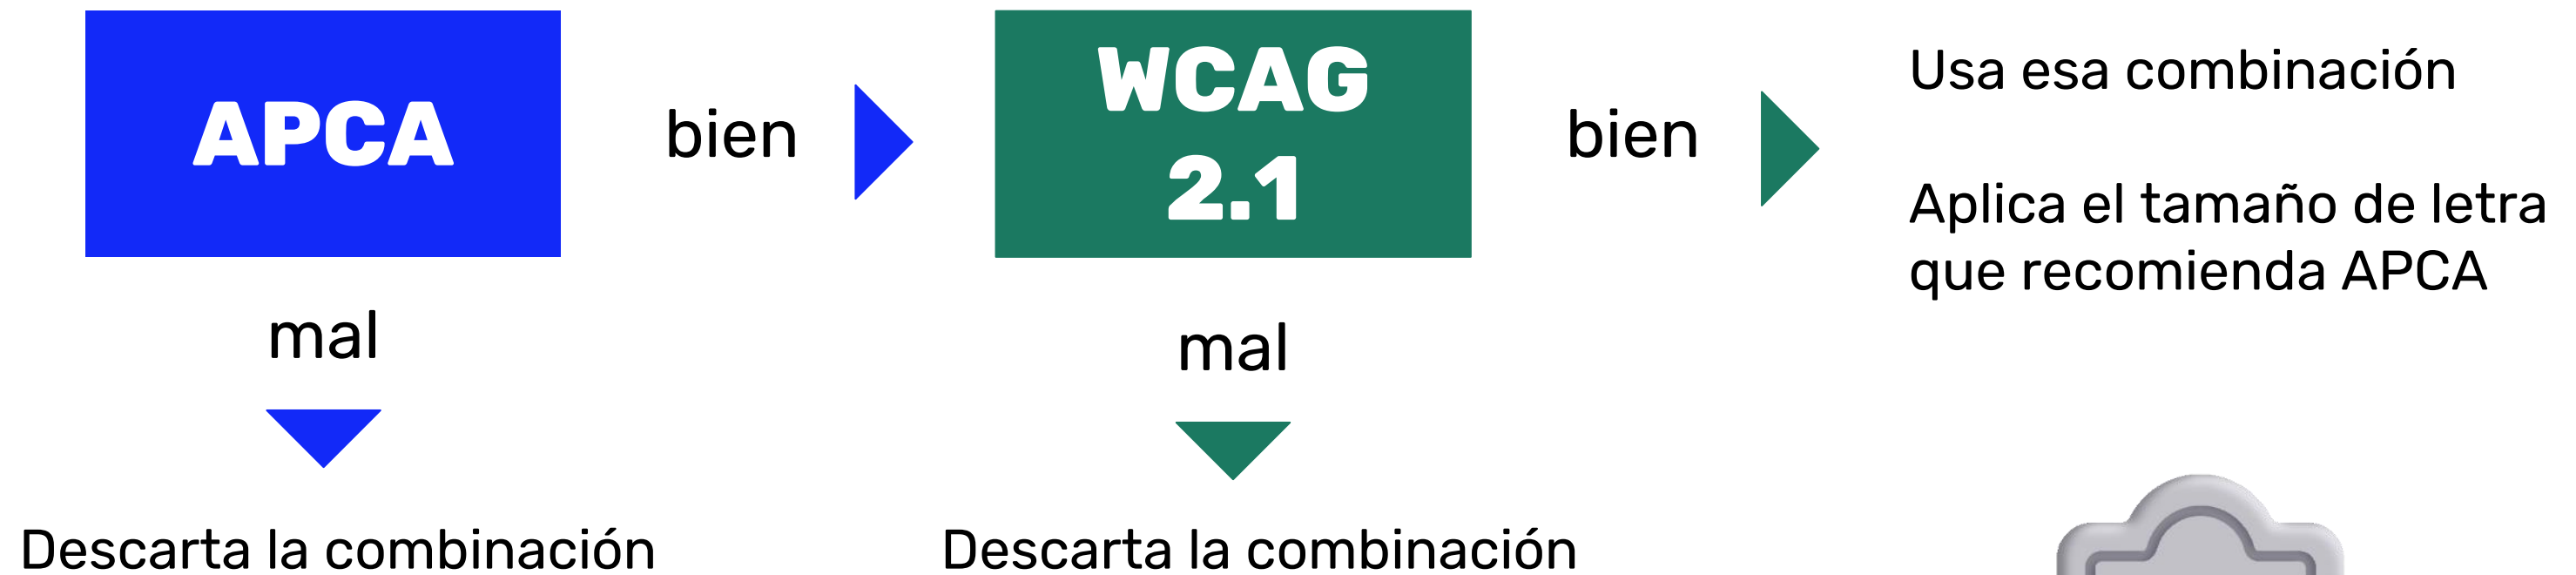 APCA
bien
WCAG
2.1
bien
Usa esa combinación
Aplica el tamaño de letra
que recomienda APCA
mal
mal
Descarta la combinación
Descarta la combinación